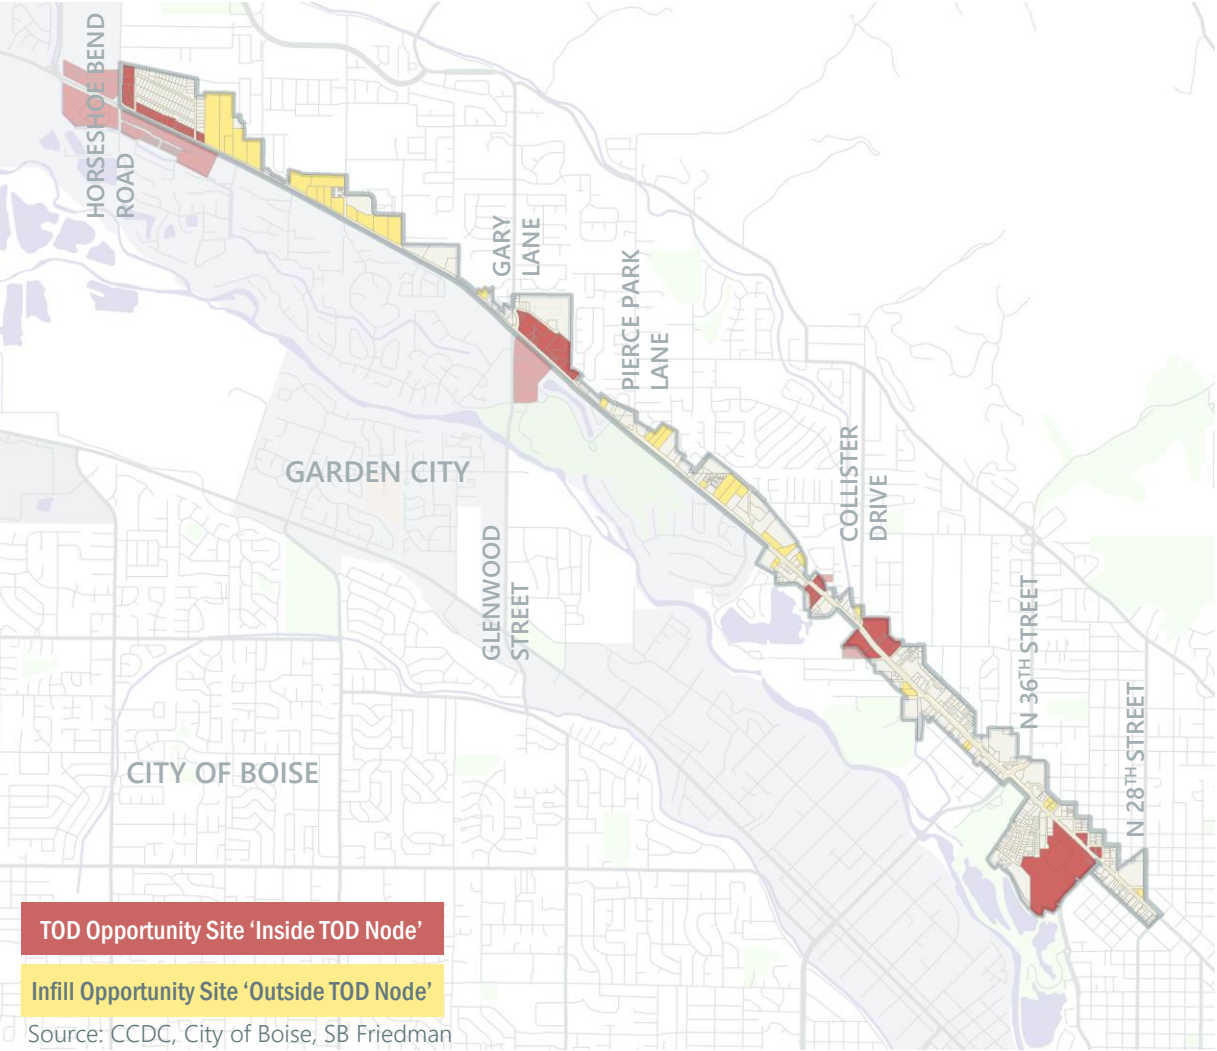 HORSESHOE BEND
ROAD
GARY
LANE
PIERCE PARK
LANE
COLLISTER
DRIVE
GARDEN CITY
GLENWOOD
STREET
N 36TH STREET
N 28TH STREET
CITY OF BOISE
TOD Opportunity Site ‘Inside TOD Node’
Infill Opportunity Site ‘Outside TOD Node’
Source: CCDC, City of Boise, SB Friedman